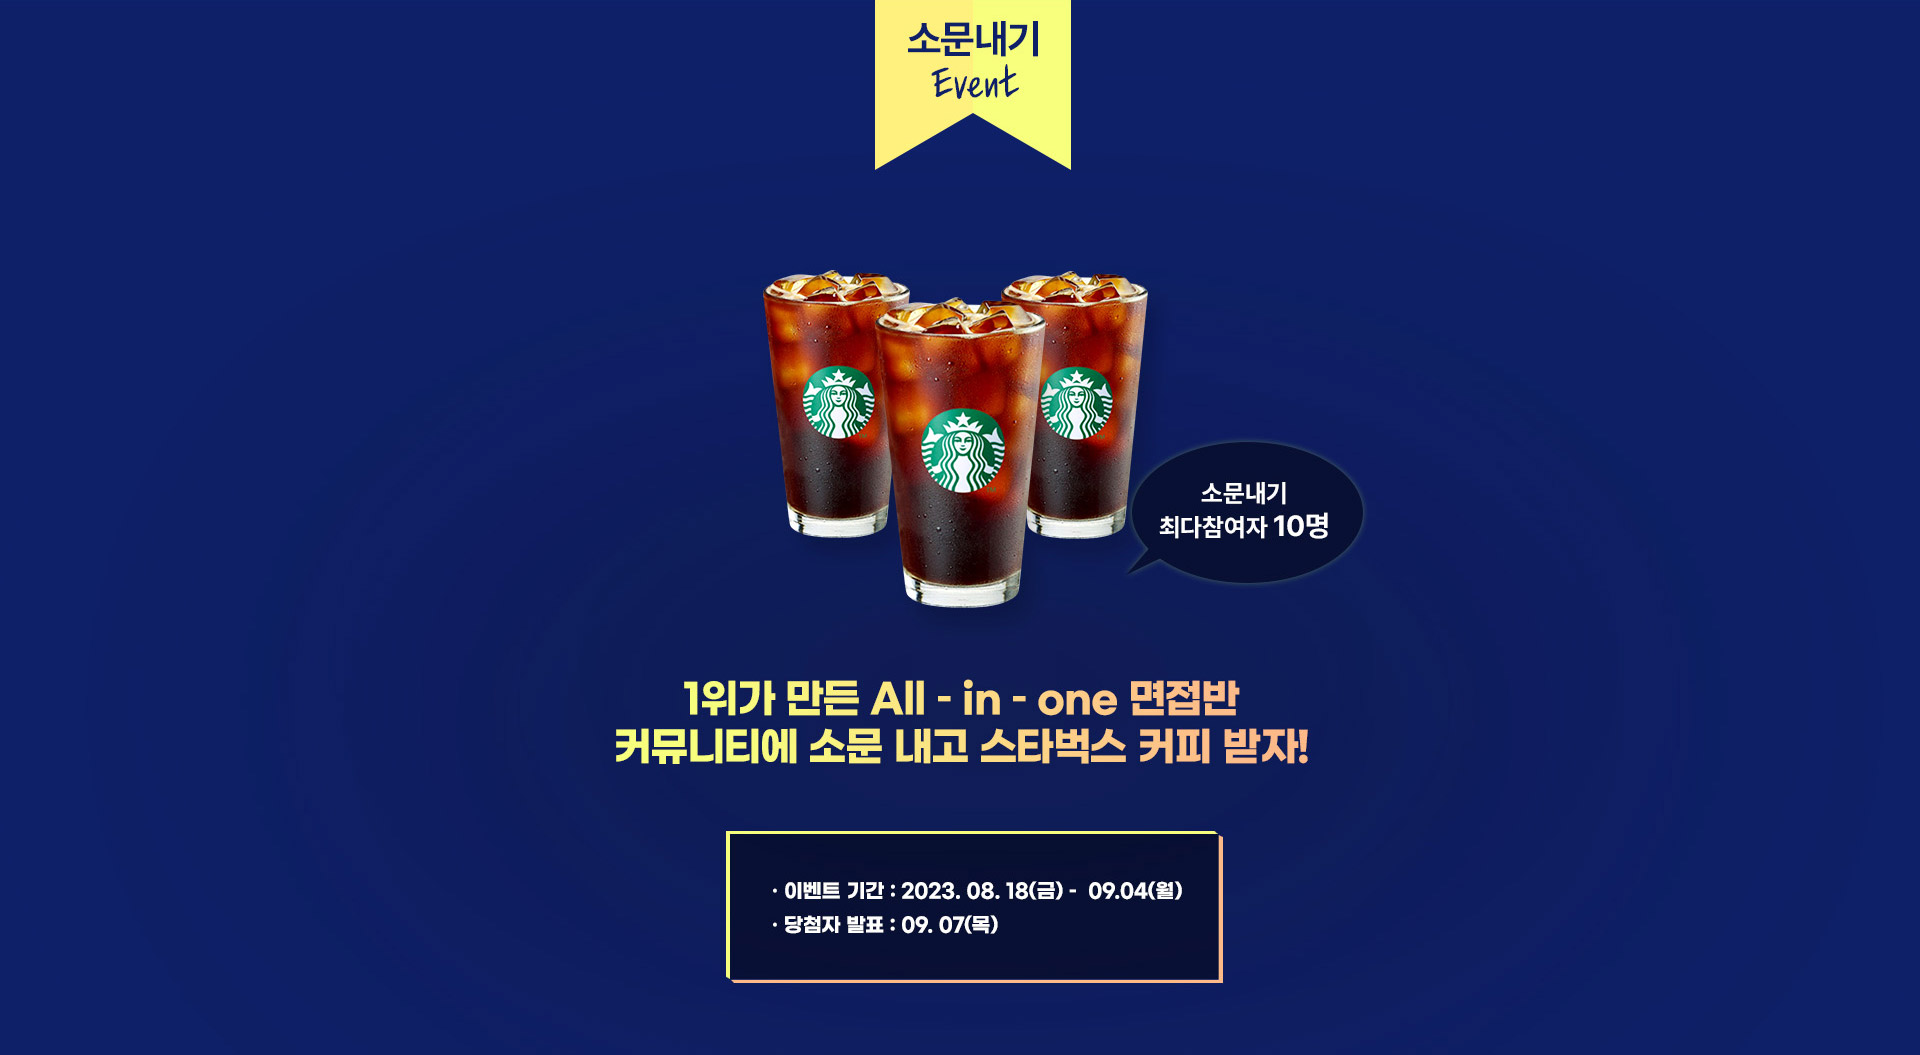 소문내기
Event
소문내기
최다참여자 10명
1위가 만든 All - in - one 면접반
커뮤니티에 소문 내고 스타벅스 커피 받자!
· 이벤트 기간 : 2023. 08. 18(금) - 09.04(월)
· 당첨자 발표 : 09. 07(목)